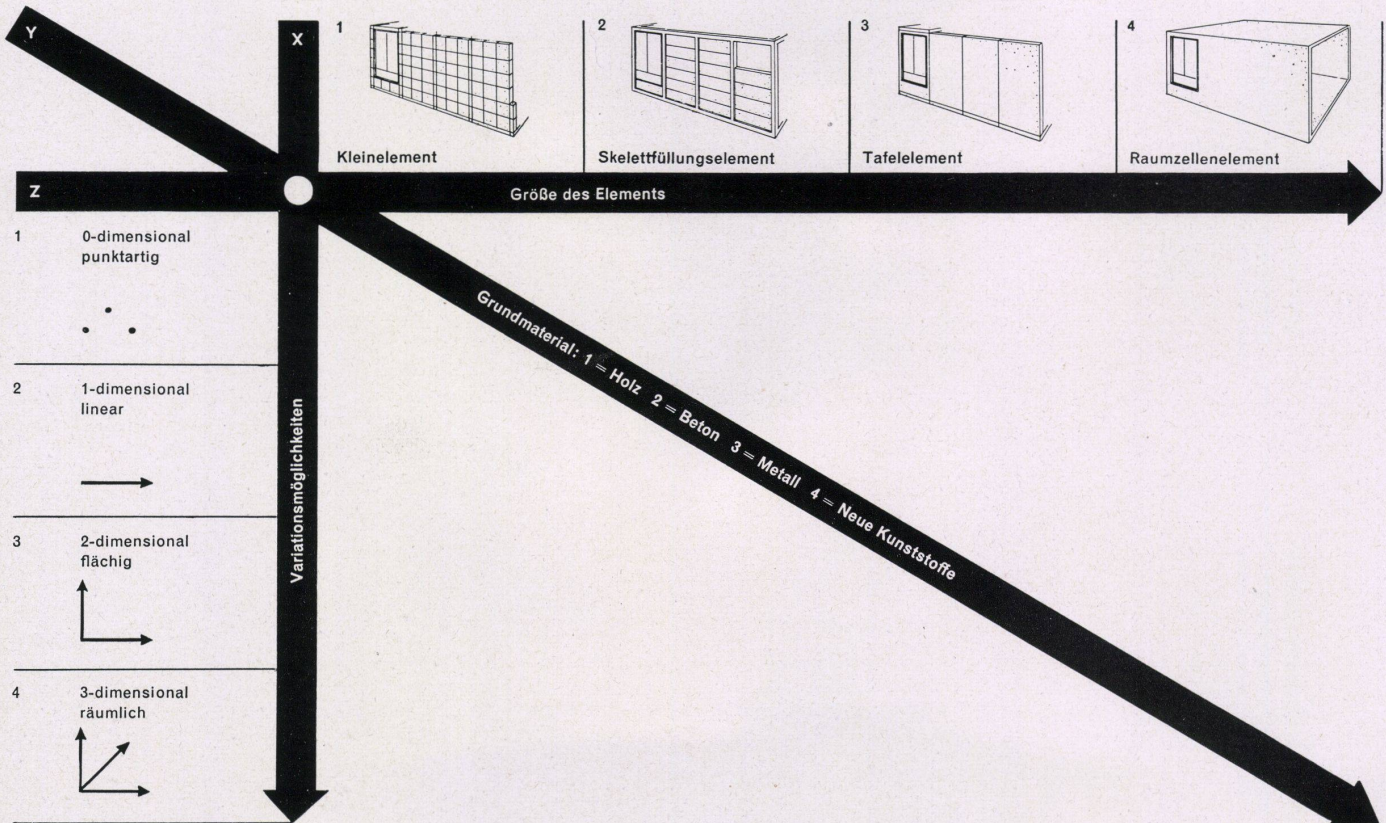 Y
X
1
2
3
4
Kleinelement
Skelettfüllungselement
Tafelelement
Raumzellenelement
Z
Größe des Elements
1
0-dimensional
punktartig
2
1-dimensional
linear
3
2-dimensional
flächig
4
3-dimensional
räumlich
Variationsmöglichkeiten
Grundmaterial: 1 = Holz 2 = Beton 3 = Metall 4 = Neue Kunststoffe